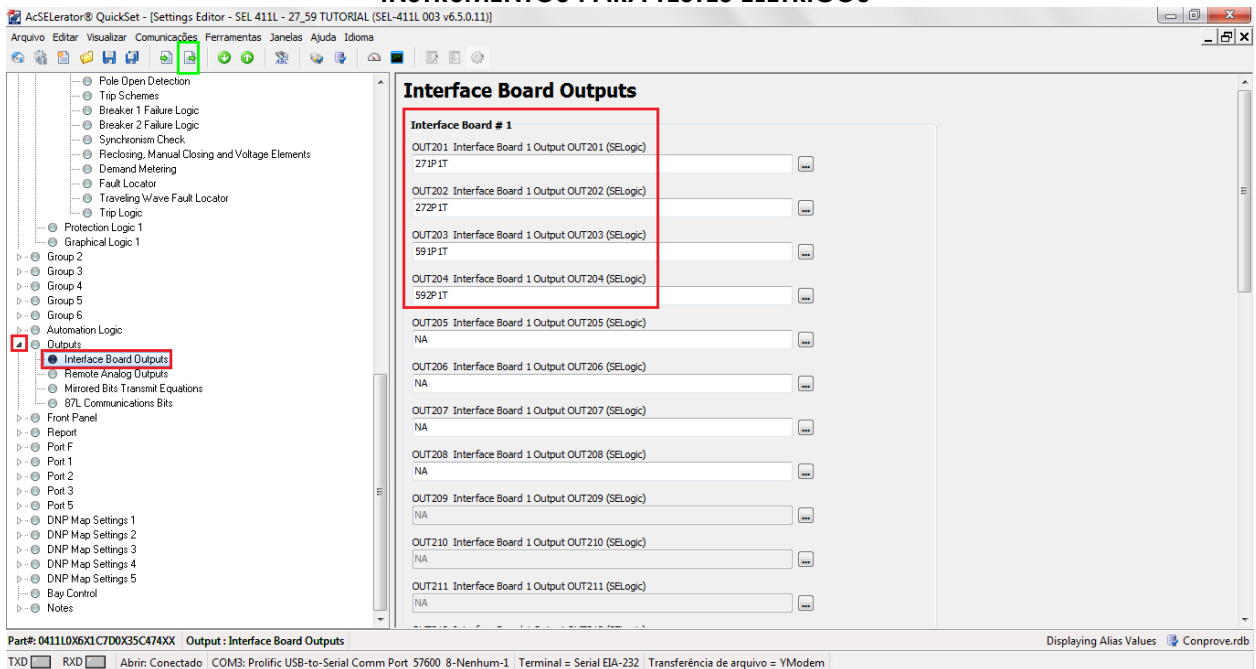 INSTRUMENTOS PARA TESTES ELÉTRICOS
AcSELerator® QuickSet - [Settings Editor - SEL 411L - 27_59 TUTORIAL (SEL-411L 003 v6.5.0.11)]
Arquivo Editar Visualizar Comunicações Ferramentas Janelas Ajuda Idioma
Pole Open Detection
Trip Schemes
Breaker 1 Failure Logic
Breaker 2 Failure Logic
Synchronism Check
Reclosing, Manual Closing and Voltage Elements
Demand Metering
Fault Locator
Traveling Wave Fault Locator
Trip Logic
Protection Logic 1
Graphical Logic 1
Group 2
Group 3
Group 4
Group 5
Group 6
Automation Logic
Outputs
Interface Board Outputs
Remote Analog Outputs
Mirrored Bits Transmit Equations
87L Communications Bits
Front Panel
Report
Port F
Port 1
Port 2
Port 3
Port 5
DNP Map Settings 1
DNP Map Settings 2
DNP Map Settings 3
DNP Map Settings 4
DNP Map Settings 5
Bay Control
Notes
Interface Board Outputs
Interface Board # 1
OUT201 Interface Board 1 Output OUT201 (SELogic)
271P1T
...
OUT202 Interface Board 1 Output OUT202 (SELogic)
272P1T
...
OUT203 Interface Board 1 Output OUT203 (SELogic)
591P1T
...
OUT204 Interface Board 1 Output OUT204 (SELogic)
592P1T
...
OUT205 Interface Board 1 Output OUT205 (SELogic)
NA
...
OUT206 Interface Board 1 Output OUT206 (SELogic)
NA
...
OUT207 Interface Board 1 Output OUT207 (SELogic)
NA
...
OUT208 Interface Board 1 Output OUT208 (SELogic)
NA
...
OUT209 Interface Board 1 Output OUT209 (SELogic)
NA
...
OUT210 Interface Board 1 Output OUT210 (SELogic)
NA
...
OUT211 Interface Board 1 Output OUT211 (SELogic)
NA
...
Part#: 0411L0X6X1C7D0X35C474XX Output : Interface Board Outputs
Displaying Alias Values Conprove.rdb
TXD RXD Abrir: Conectado COM3: Prolific USB-to-Serial Comm Port 57600 8-Nenhum-1 Terminal = Serial EIA-232 Transferência de arquivo = YModem